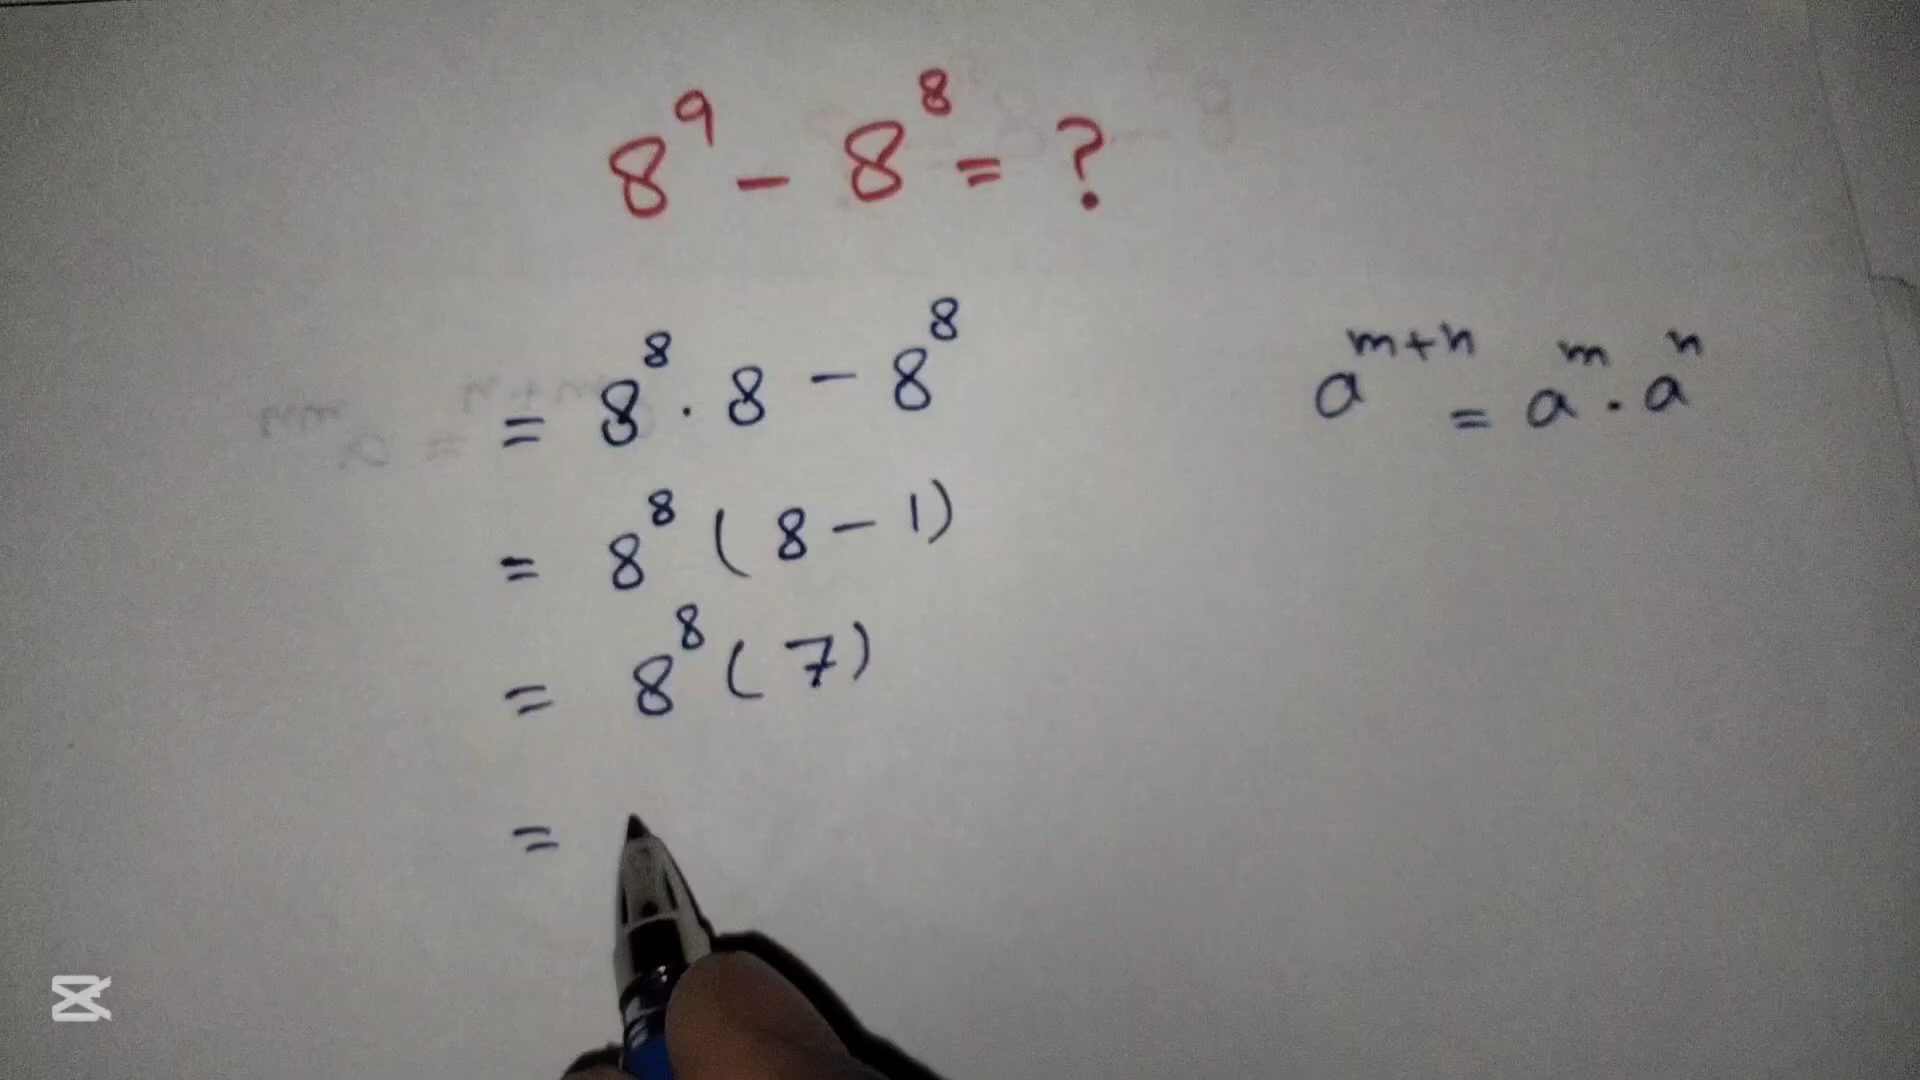 8⁹ - 8⁸ = ?
= 8⁸ . 8 - 8⁸
a^{m+n} = a^m . a^n
= 8⁸ ( 8 - 1 )
= 8⁸ ( 7 )
=